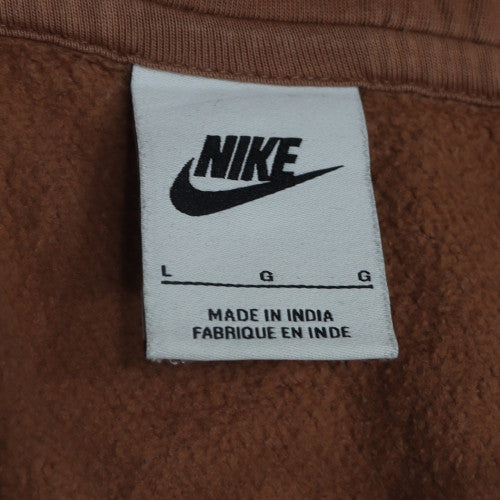 NIKE
L G G
MADE IN INDIA
FABRIQUE EN INDE